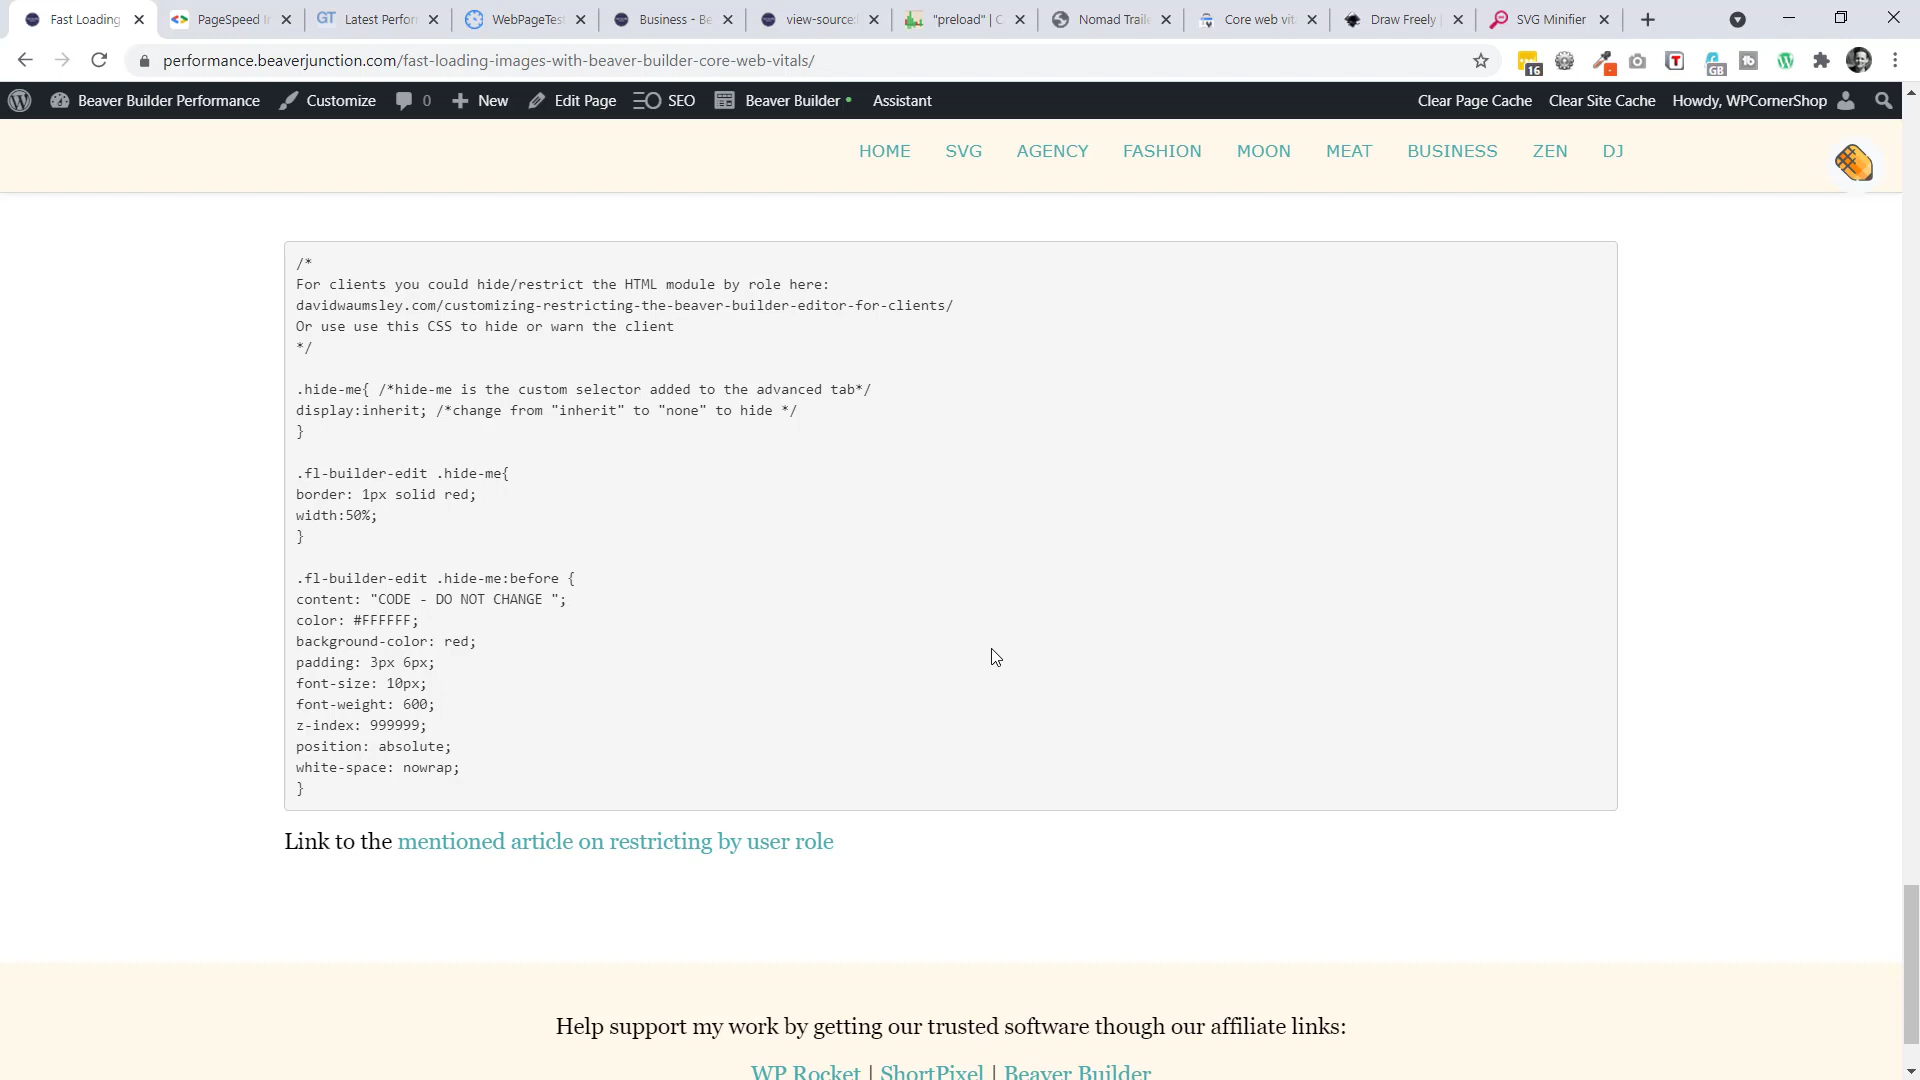 Fast Loading
PageSpeed I
Latest Perfor
WebPageTes
Business - Be
view-source:
"preload" | C
Nomad Traile
Core web vit
Draw Freely
SVG Minifier
performance.beaverjunction.com/fast-loading-images-with-beaver-builder-core-web-vitals/
16
GB
Beaver Builder Performance
Customize
0
New
Edit Page
SEO
Beaver Builder
Assistant
Clear Page Cache
Clear Site Cache
Howdy, WPCornerShop
HOME
SVG
AGENCY
FASHION
MOON
MEAT
BUSINESS
ZEN
DJ
/*
For clients you could hide/restrict the HTML module by role here:
davidwaumsley.com/customizing-restricting-the-beaver-builder-editor-for-clients/
Or use use this CSS to hide or warn the client
*/
.hide-me{ /*hide-me is the custom selector added to the advanced tab*/
display:inherit; /*change from "inherit" to "none" to hide */
}
.fl-builder-edit .hide-me{
border: 1px solid red;
width:50%;
}
.fl-builder-edit .hide-me:before {
content: "CODE - DO NOT CHANGE ";
color: #FFFFFF;
background-color: red;
padding: 3px 6px;
font-size: 10px;
font-weight: 600;
z-index: 999999;
position: absolute;
white-space: nowrap;
}
Link to the mentioned article on restricting by user role
Help support my work by getting our trusted software though our affiliate links:
WP Rocket | ShortPixel | Beaver Builder